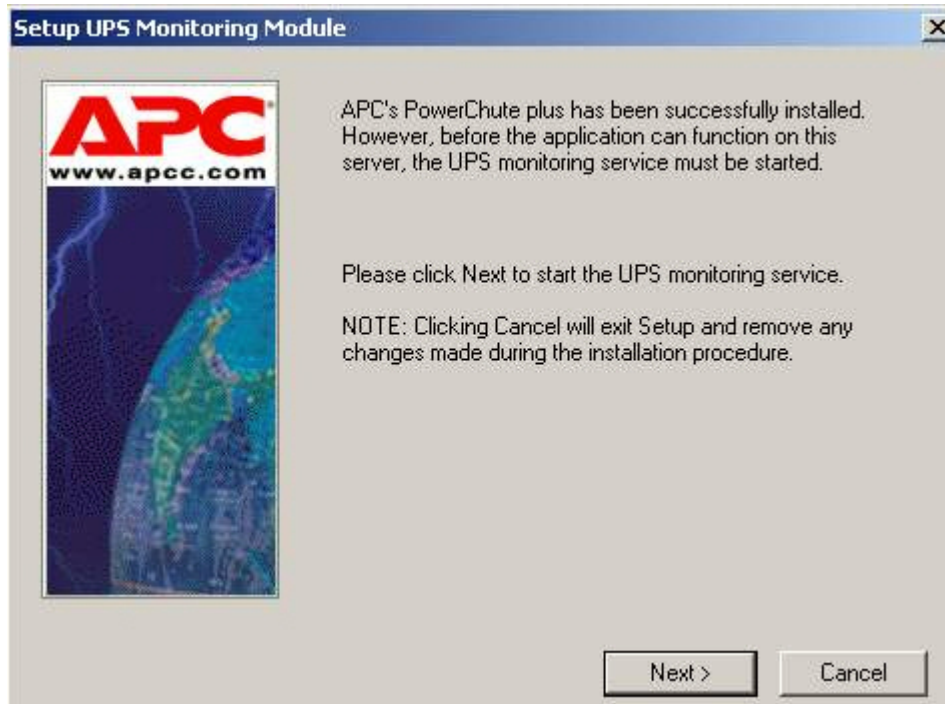 Setup UPS Monitoring Module
APC
www.apcc.com
APC's PowerChute plus has been successfully installed.
However, before the application can function on this
server, the UPS monitoring service must be started.
Please click Next to start the UPS monitoring service.
NOTE: Clicking Cancel will exit Setup and remove any
changes made during the installation procedure.
Next >
Cancel